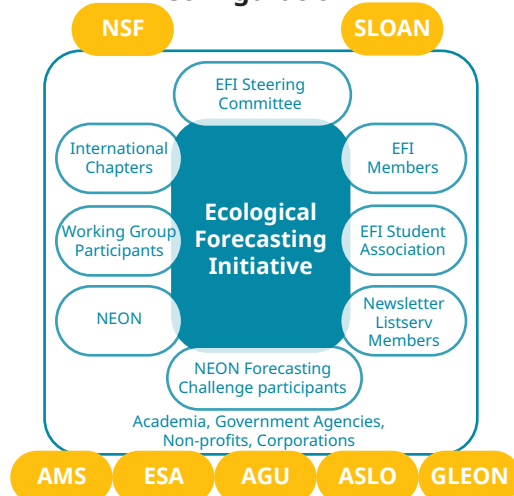 NSF
SLOAN
EFI Steering
Committee
International
Chapters
EFI
Members
Ecological
Forecasting
Initiative
Working Group
Participants
EFI Student
Association
NEON
Newsletter
Listserv
Members
NEON Forecasting
Challenge participants
Academia, Government Agencies,
Non-profits, Corporations
AMS
ESA
AGU
ASLO
GLEON